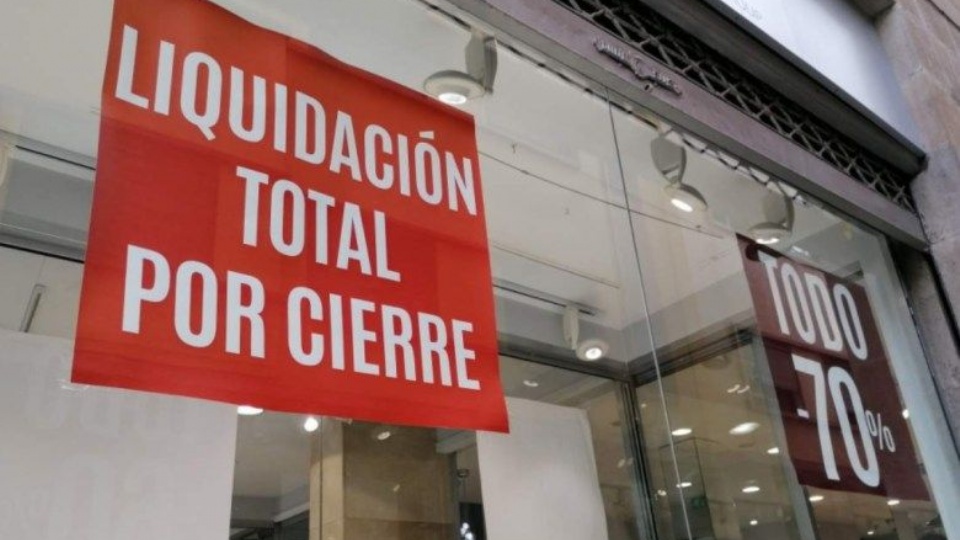 LIQUIDACIÓN
TOTAL
POR CIERRE
TODO
-70%